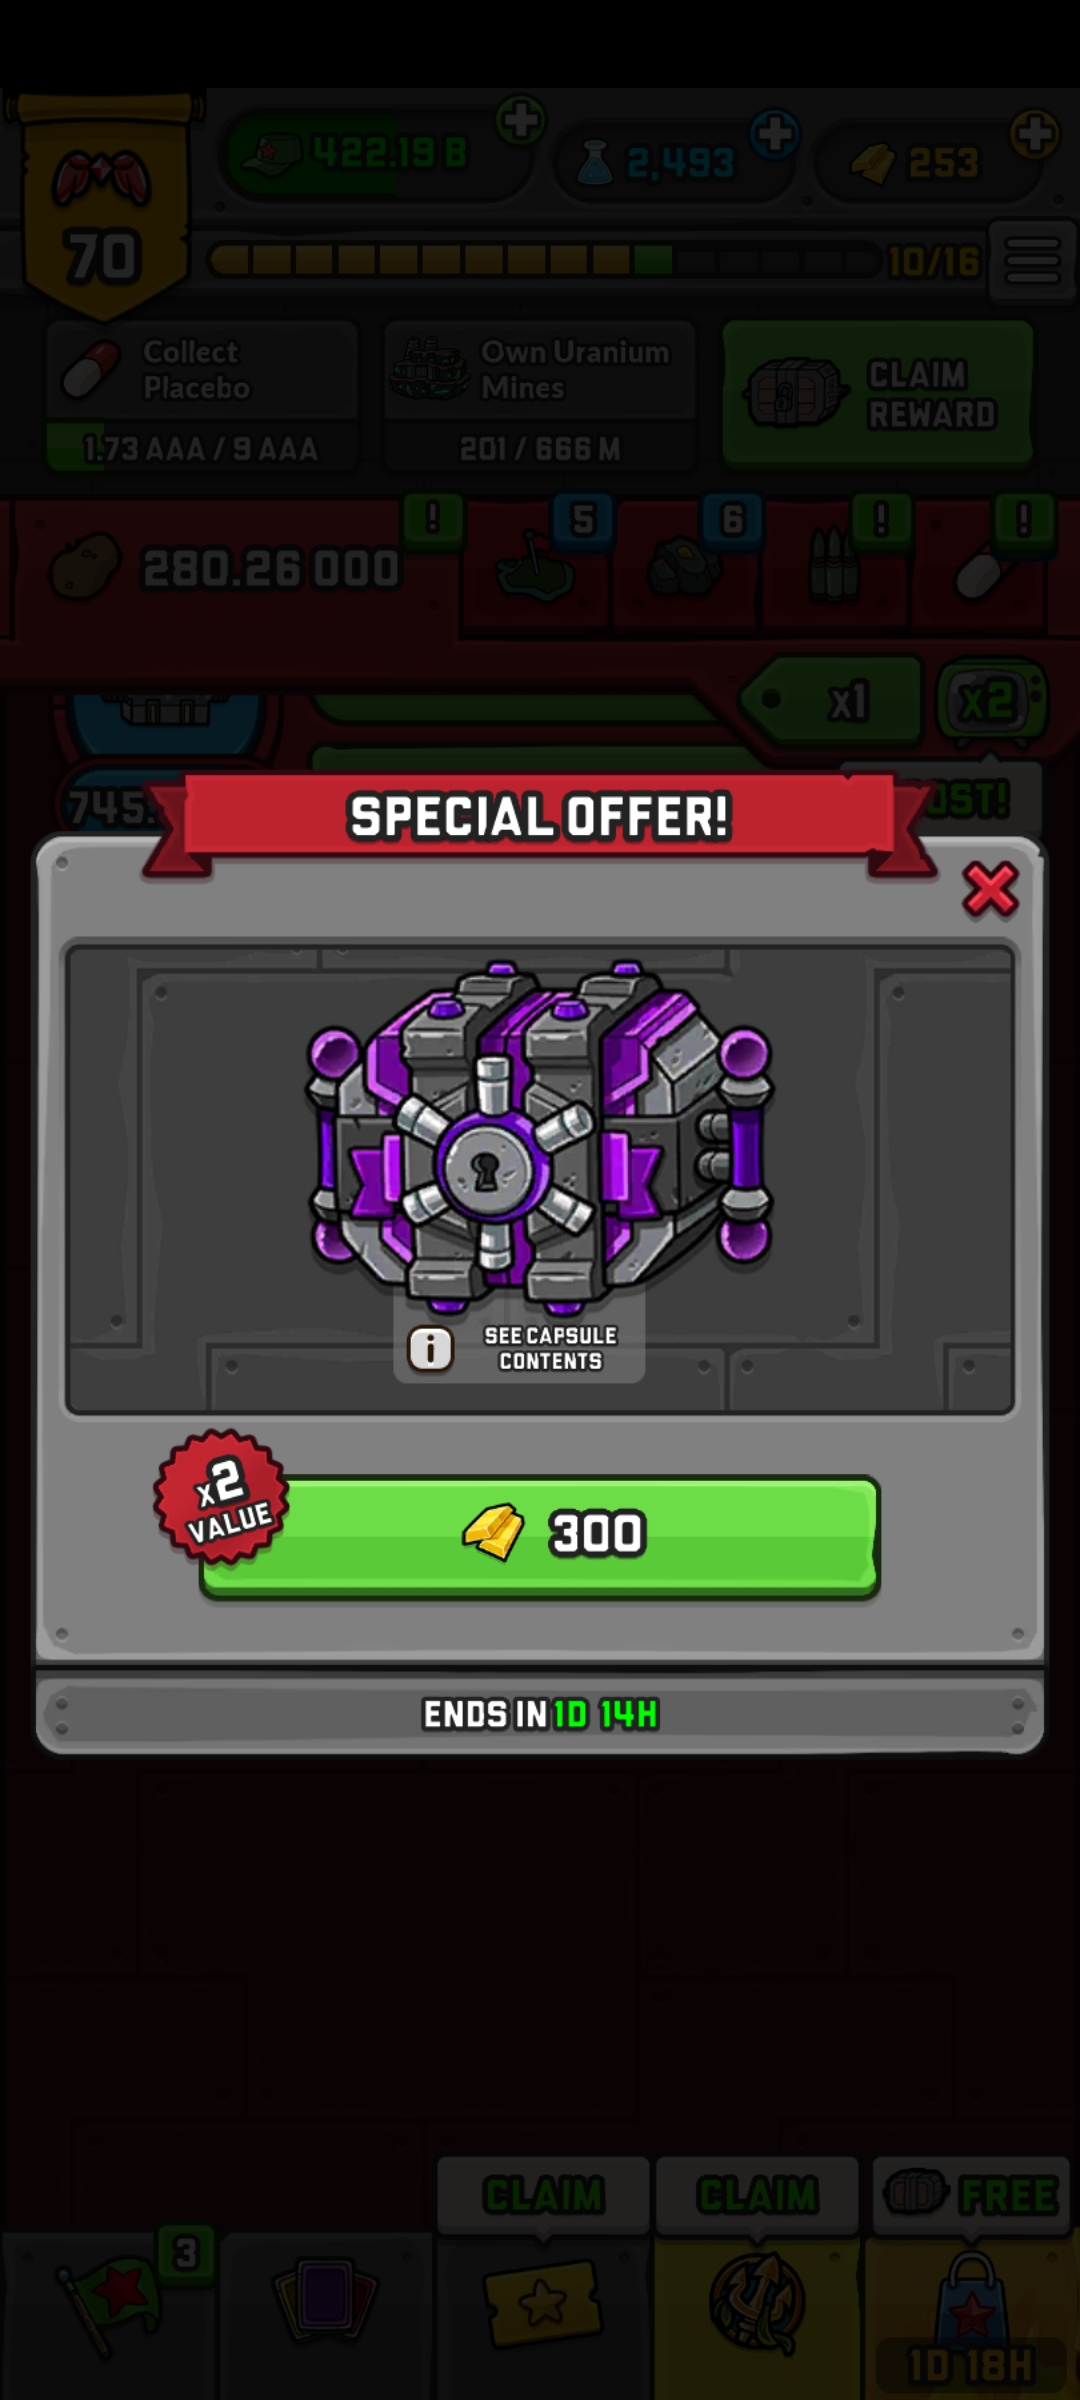 422.19 B
2,493
253
70
10/16
Collect
Placebo
1.73 AAA / 9 AAA
Own Uranium
Mines
201 / 666 M
CLAIM
REWARD
280.26 000
!
5
6
!
!
x1
x2
745.
SPECIAL OFFER!
SEE CAPSULE
CONTENTS
x2
VALUE
300
ENDS IN 1D 14H
CLAIM
CLAIM
FREE
3
1D 18H